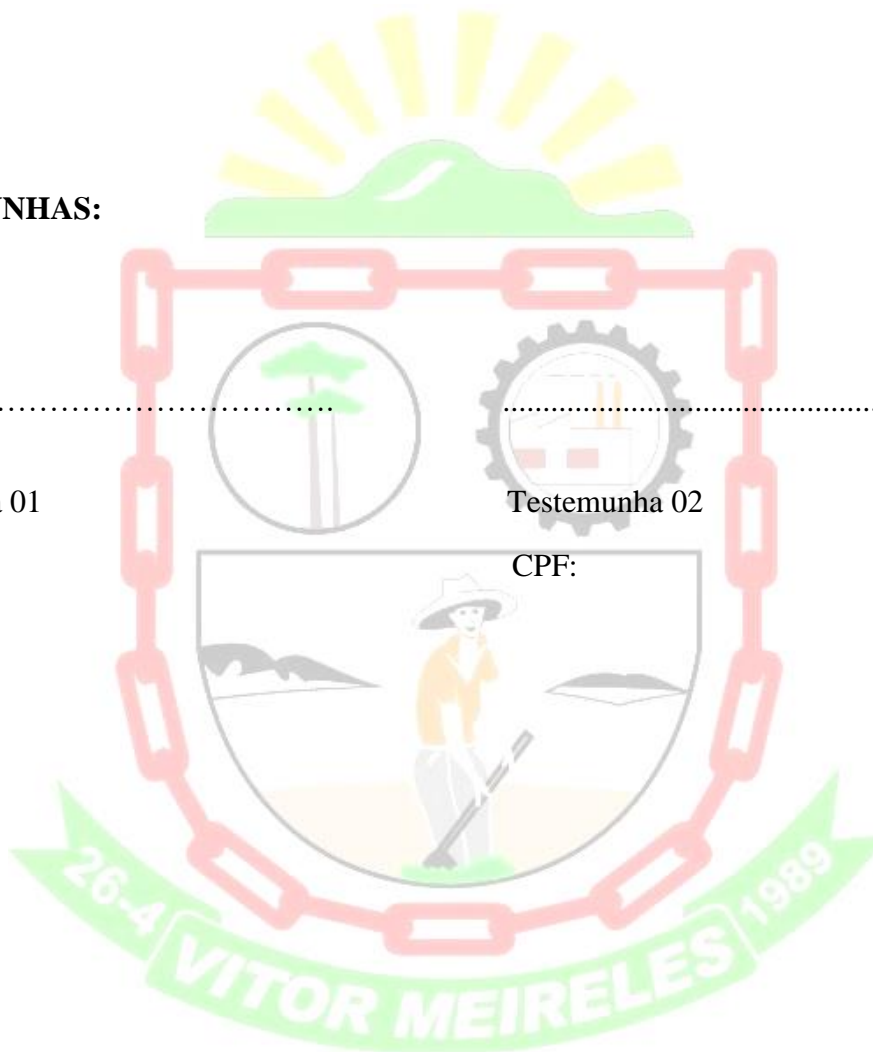 NHAS:
……………………………….
................................................
01
Testemunha 02
CPF:
26-4
VITOR MEIRELES
1989